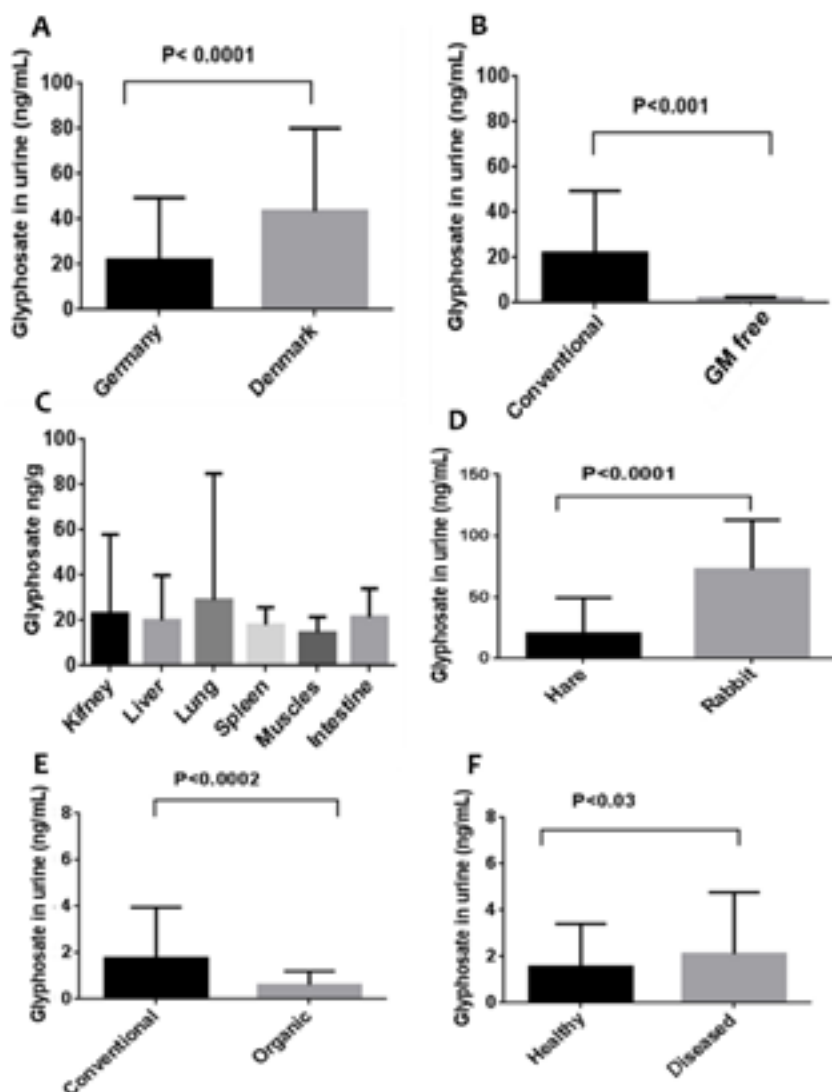 A
P< 0.0001
Glyphosate in urine (ng/mL)
100
80
60
40
20
0
Germany
Denmark
B
P<0.001
Glyphosate in urine (ng/mL)
100
80
60
40
20
0
Conventional
GM free
C
Glyphosate ng/g
100
80
60
40
20
0
Kifney
Liver
Lung
Spleen
Muscles
Intestine
D
P<0.0001
Glyphosate in urine (ng/mL)
150
100
50
0
Hare
Rabbit
E
P<0.0002
Glyphosate in urine (ng/mL)
8
6
4
2
0
Conventional
Organic
F
P<0.03
Glyphosate in urine (ng/mL)
8
6
4
2
0
Healthy
Diseased